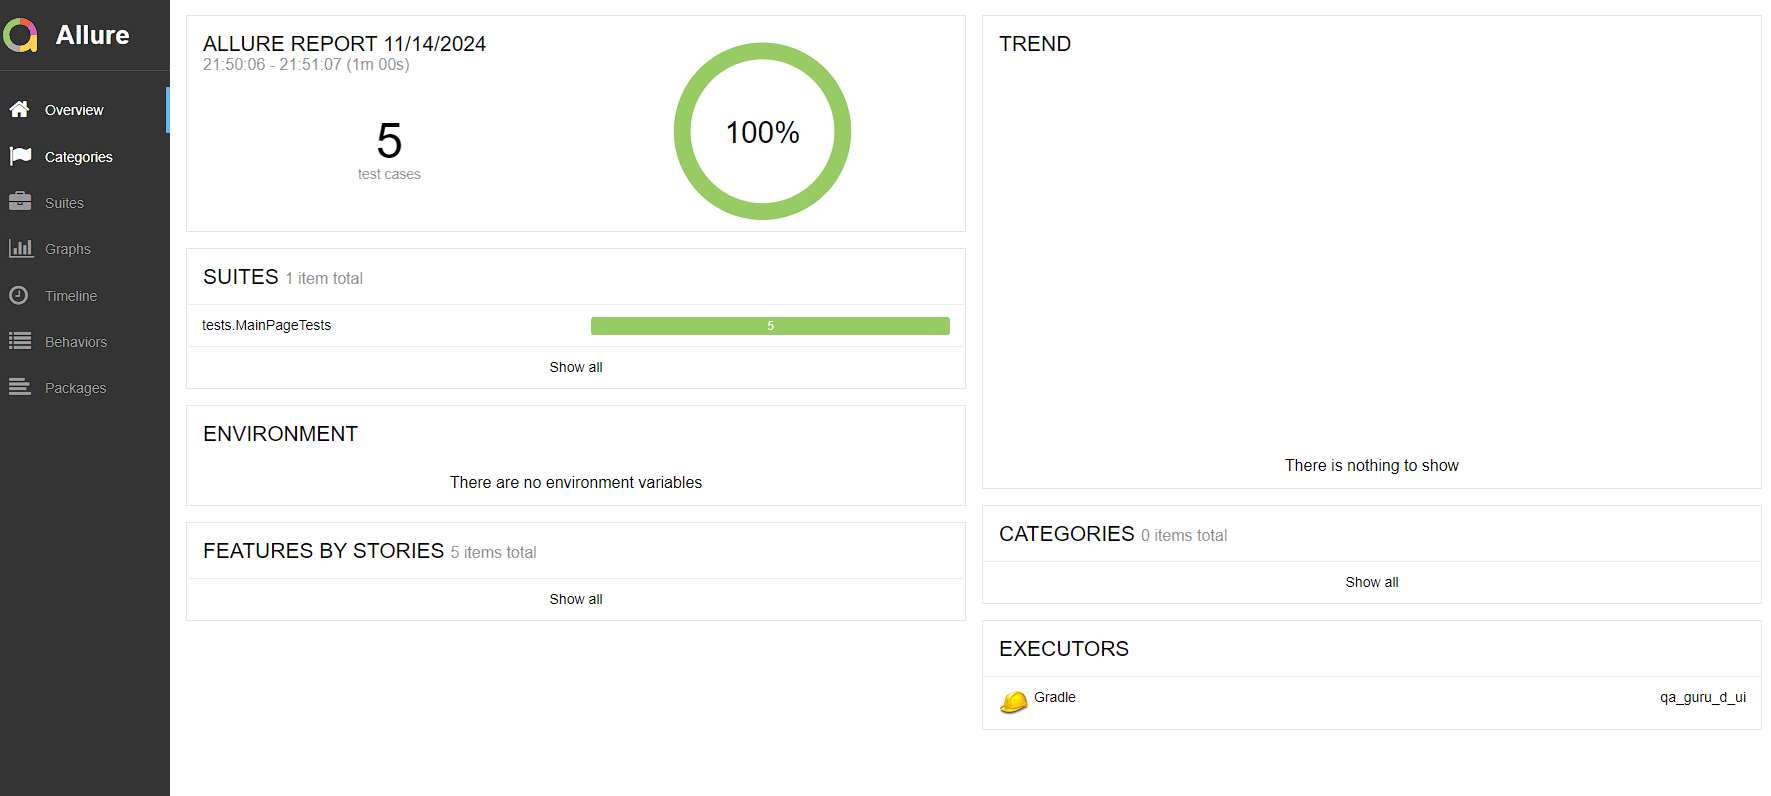 Allure
Overview
Categories
Suites
Graphs
Timeline
Behaviors
Packages
ALLURE REPORT 11/14/2024
21:50:06 - 21:51:07 (1m 00s)
5
test cases
100%
SUITES 1 item total
tests.MainPageTests 5
Show all
ENVIRONMENT
There are no environment variables
FEATURES BY STORIES 5 items total
Show all
TREND
There is nothing to show
CATEGORIES 0 items total
Show all
EXECUTORS
Gradle qa_guru_d_ui